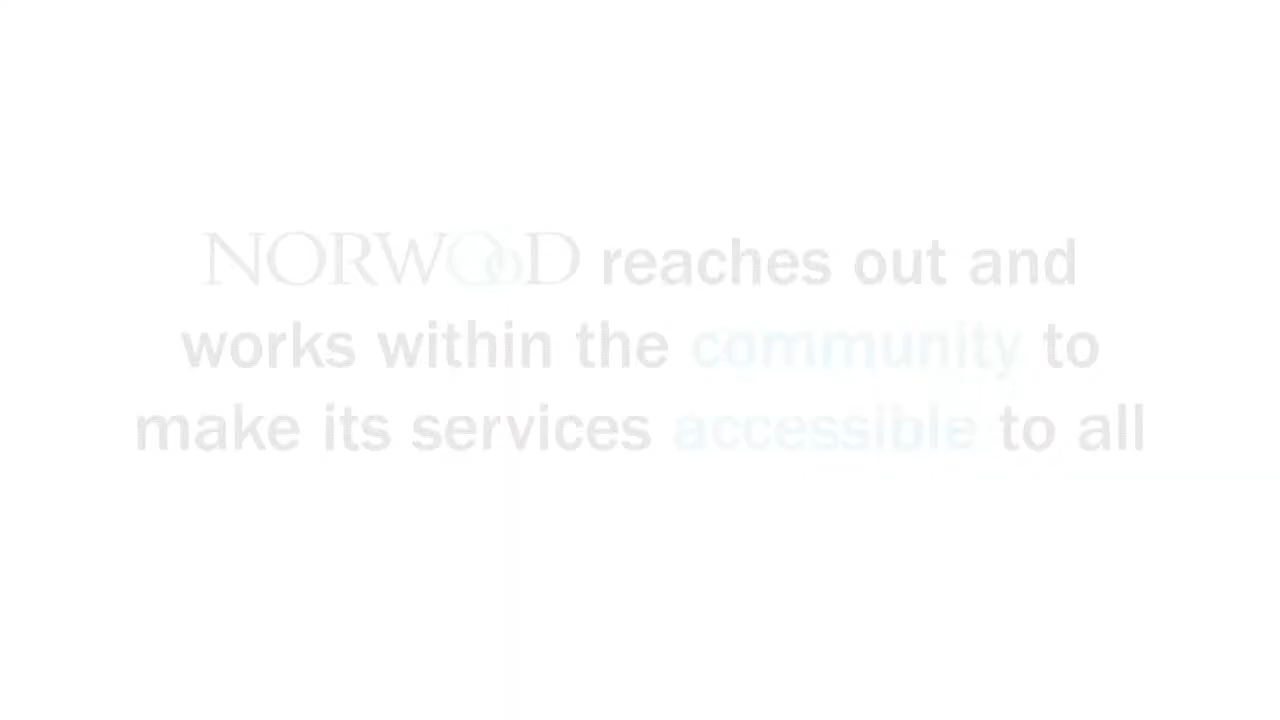 NORWOOD reaches out and
works within the community to
make its services accessible to all